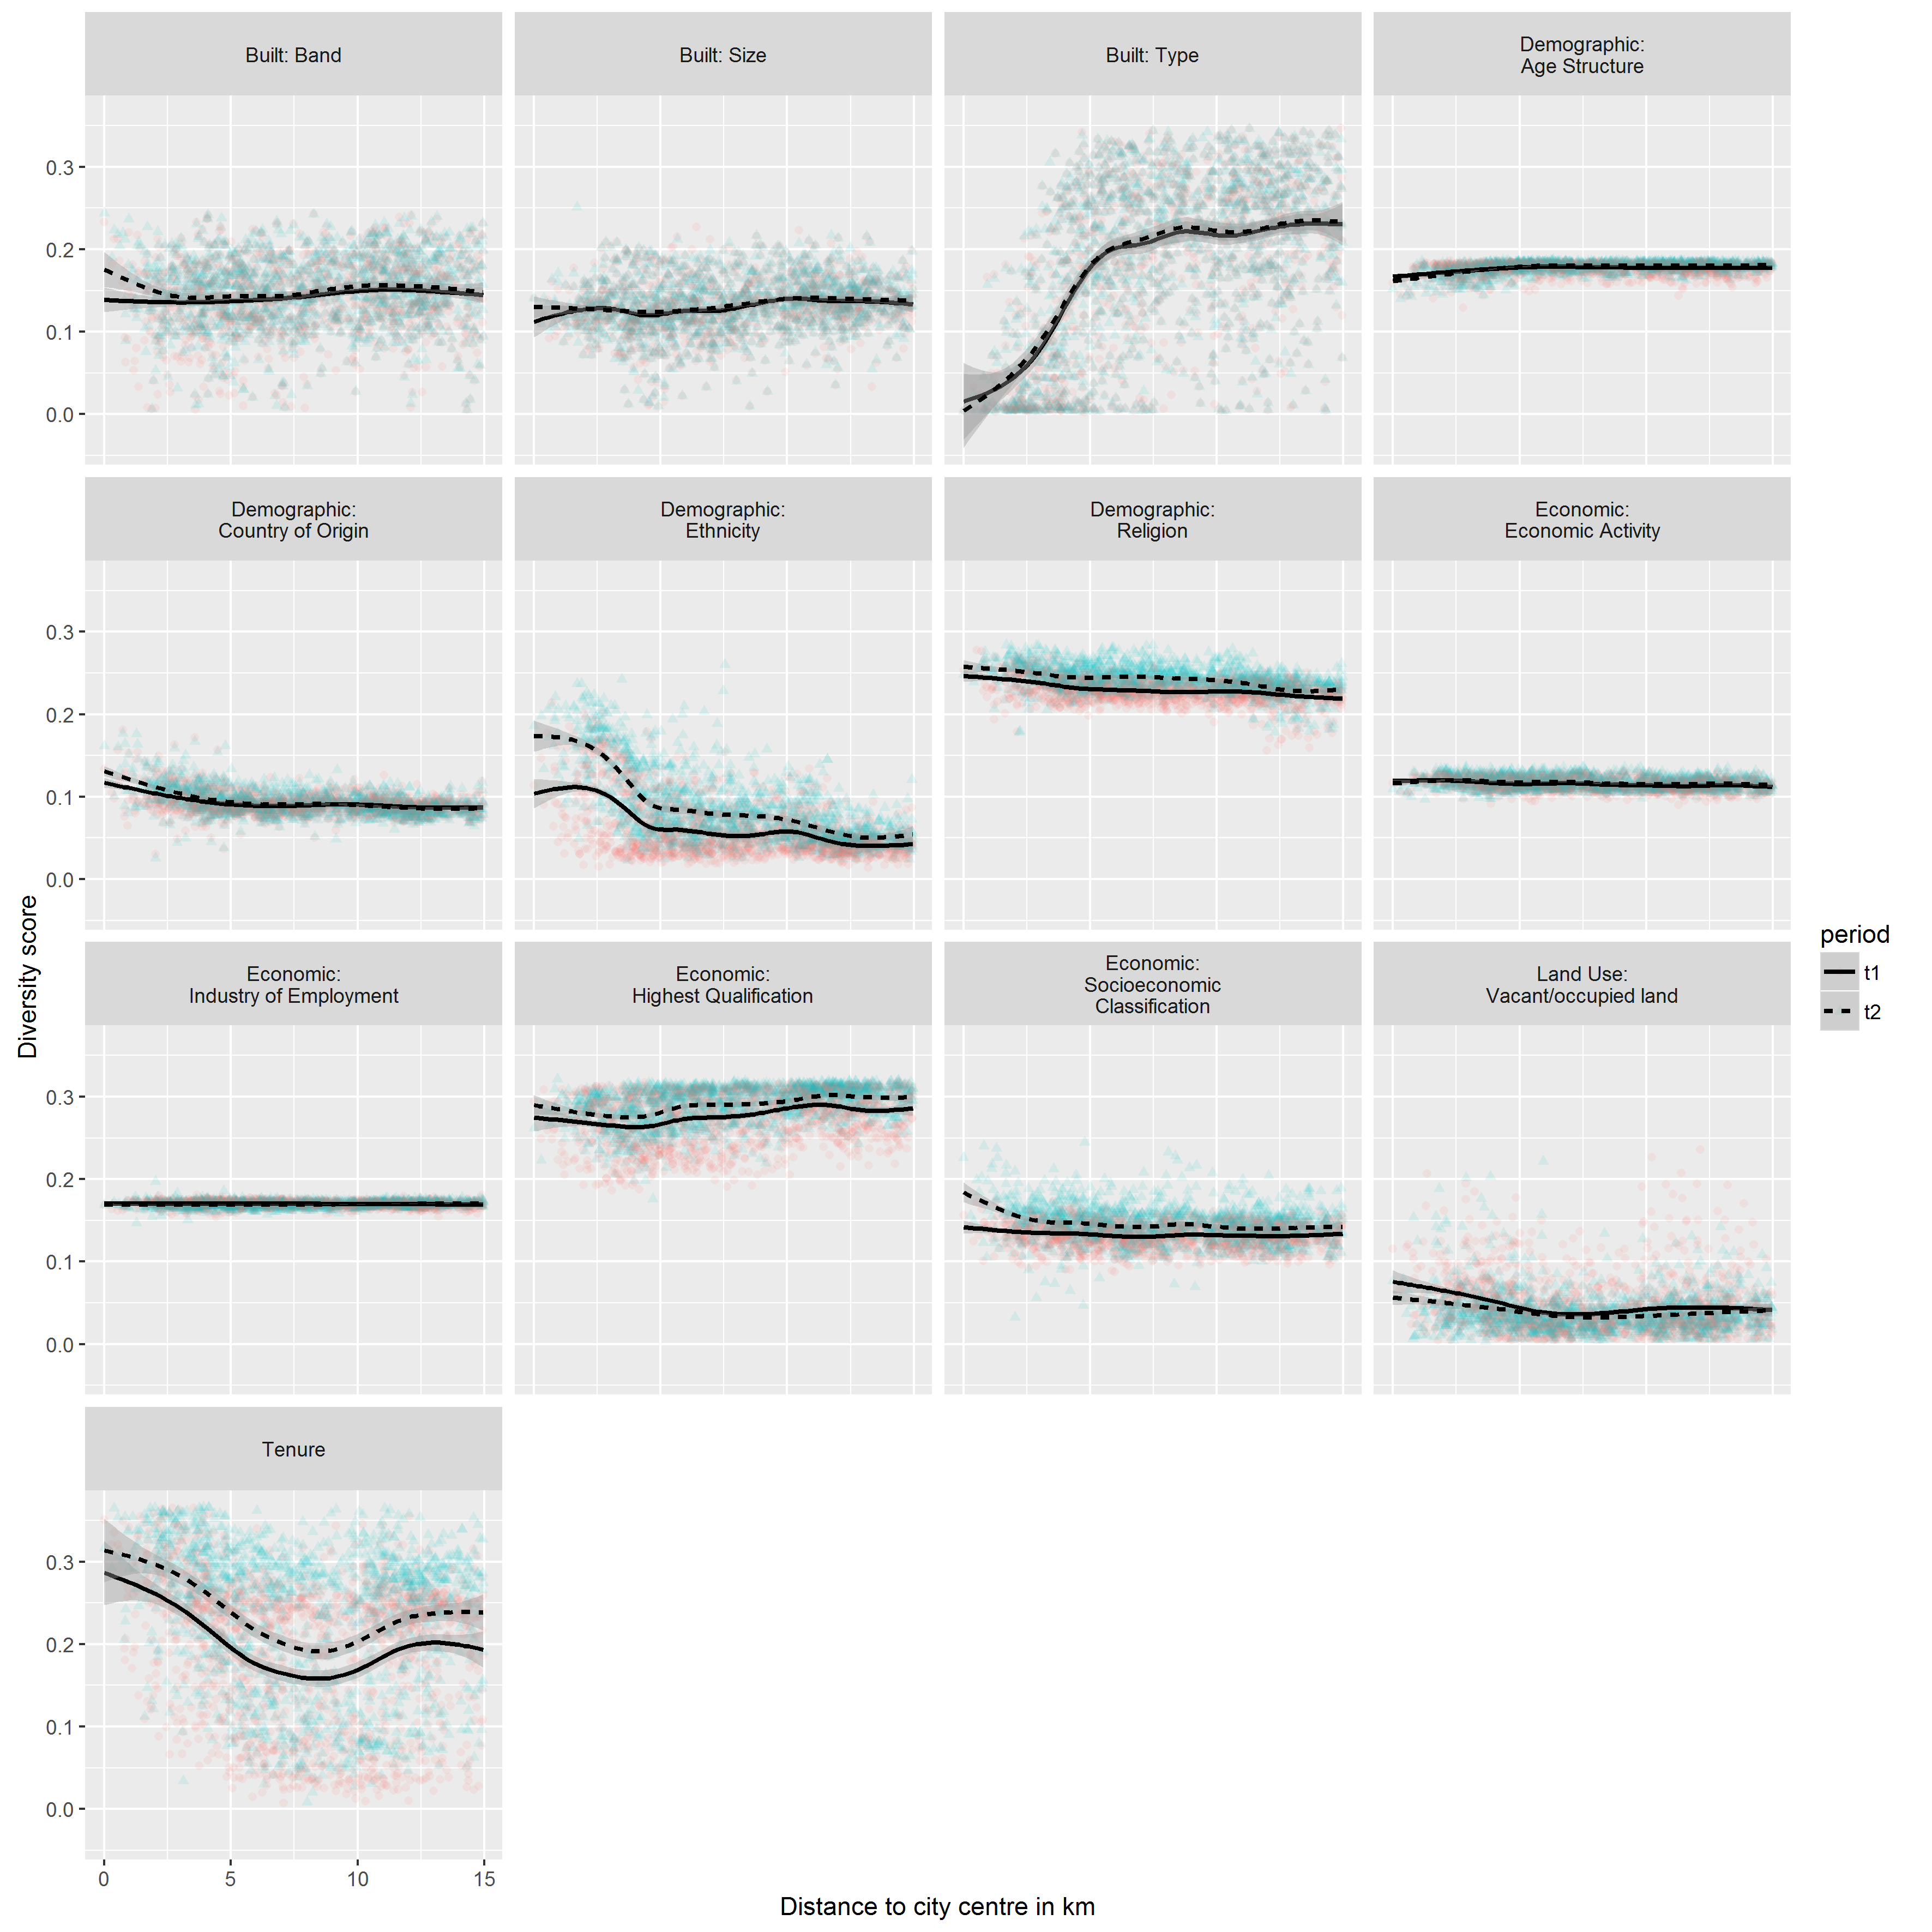 Built: Band
Built: Size
Built: Type
Demographic:
Age Structure
0.3
0.2
0.1
0.0
Demographic:
Country of Origin
Demographic:
Ethnicity
Demographic:
Religion
Economic:
Economic Activity
0.3
0.2
0.1
0.0
Diversity score
period
t1
t2
Economic:
Industry of Employment
Economic:
Highest Qualification
Economic:
Socioeconomic
Classification
Land Use:
Vacant/occupied land
0.3
0.2
0.1
0.0
Tenure
0.3
0.2
0.1
0.0
0 5 10 15
Distance to city centre in km